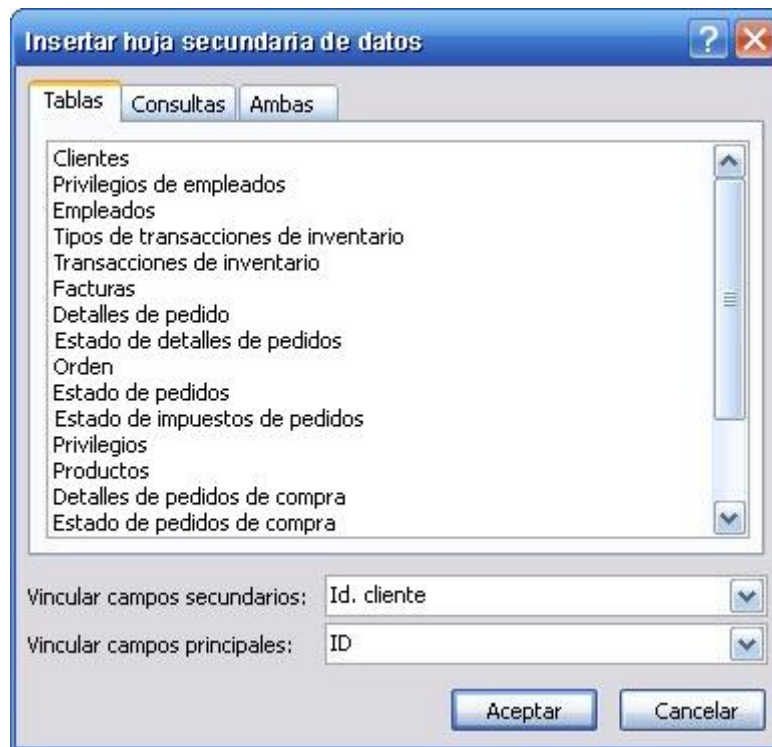 Insertar hoja secundaria de datos
Tablas Consultas Ambas
Clientes
Privilegios de empleados
Empleados
Tipos de transacciones de inventario
Transacciones de inventario
Facturas
Detalles de pedido
Estado de detalles de pedidos
Orden
Estado de pedidos
Estado de impuestos de pedidos
Privilegios
Productos
Detalles de pedidos de compra
Estado de pedidos de compra
Vincular campos secundarios: Id. cliente
Vincular campos principales: ID
Aceptar Cancelar